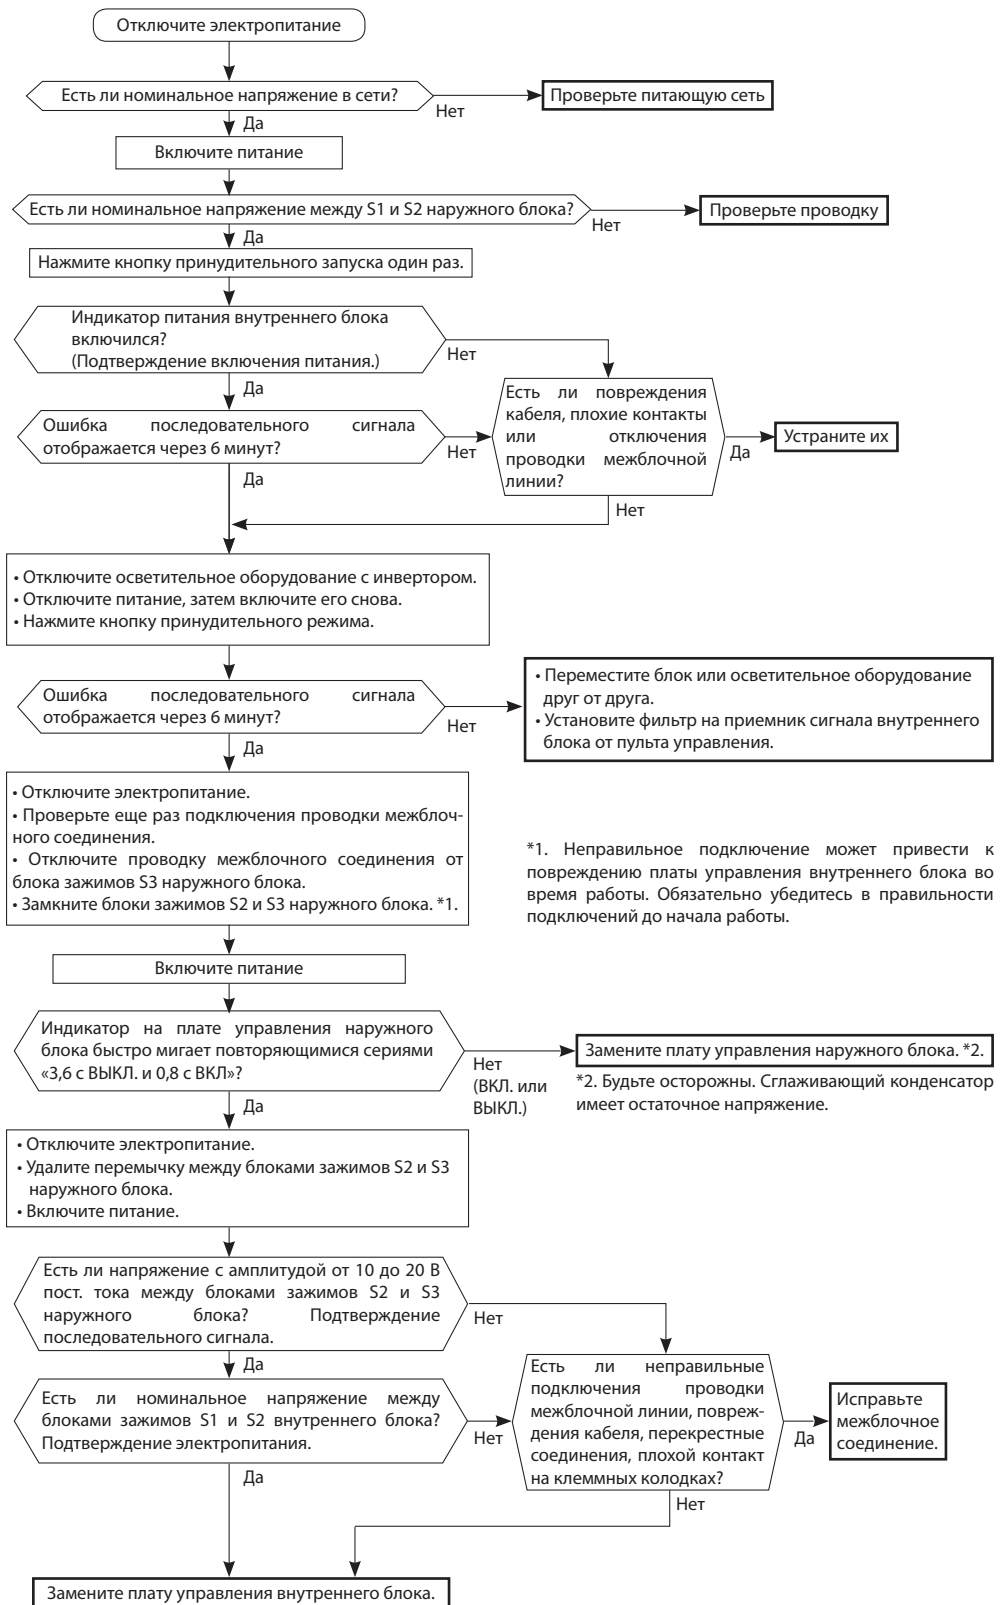 Отключите электропитание
Есть ли номинальное напряжение в сети?
Нет
Проверьте питающую сеть
Да
Включите питание
Есть ли номинальное напряжение между S1 и S2 наружного блока?
Нет
Проверьте проводку
Да
Нажмите кнопку принудительного запуска один раз.
Индикатор питания внутреннего блока
включился?
(Подтверждение включения питания.)
Нет
Да
Ошибка последовательного сигнала
отображается через 6 минут?
Нет
Да
Есть ли повреждения
кабеля, плохие контакты
или отключения
проводки межблочной
линии?
Да
Устраните их
Нет
• Отключите осветительное оборудование с инвертором.
• Отключите питание, затем включите его снова.
• Нажмите кнопку принудительного режима.
Ошибка последовательного сигнала
отображается через 6 минут?
Нет
• Переместите блок или осветительное оборудование
друг от друга.
• Установите фильтр на приемник сигнала внутреннего
блока от пульта управления.
Да
• Отключите электропитание.
• Проверьте еще раз подключения проводки межблоч-
ного соединения.
• Отключите проводку межблочного соединения от
блока зажимов S3 наружного блока.
• Замкните блоки зажимов S2 и S3 наружного блока. *1.
*1. Неправильное подключение может привести к
повреждению платы управления внутреннего блока во
время работы. Обязательно убедитесь в правильности
подключений до начала работы.
Включите питание
Индикатор на плате управления наружного
блока быстро мигает повторяющимися сериями
«3,6 с ВЫКЛ. и 0,8 с ВКЛ»?
Нет
(ВКЛ. или
ВЫКЛ.)
Замените плату управления наружного блока. *2.
*2. Будьте осторожны. Сглаживающий конденсатор
имеет остаточное напряжение.
Да
• Отключите электропитание.
• Удалите перемычку между блоками зажимов S2 и S3
наружного блока.
• Включите питание.
Есть ли напряжение с амплитудой от 10 до 20 В
пост. тока между блоками зажимов S2 и S3
наружного блока? Подтверждение
последовательного сигнала.
Нет
Да
Есть ли номинальное напряжение между
блоками зажимов S1 и S2 внутреннего блока?
Подтверждение электропитания.
Нет
Да
Есть ли неправильные
подключения проводки
межблочной линии, повреж-
дения кабеля, перекрестные
соединения, плохой контакт
на клеммных колодках?
Да
Исправьте
межблочное
соединение.
Нет
Замените плату управления внутреннего блока.